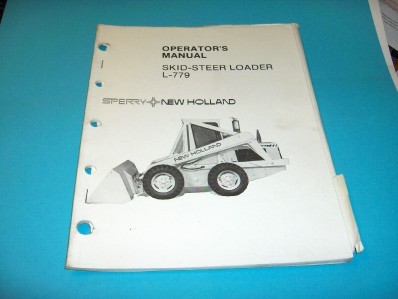 OPERATOR'S
MANUAL
SKID-STEER LOADER
L-779
SPERRY NEW HOLLAND
NEW HOLLAND